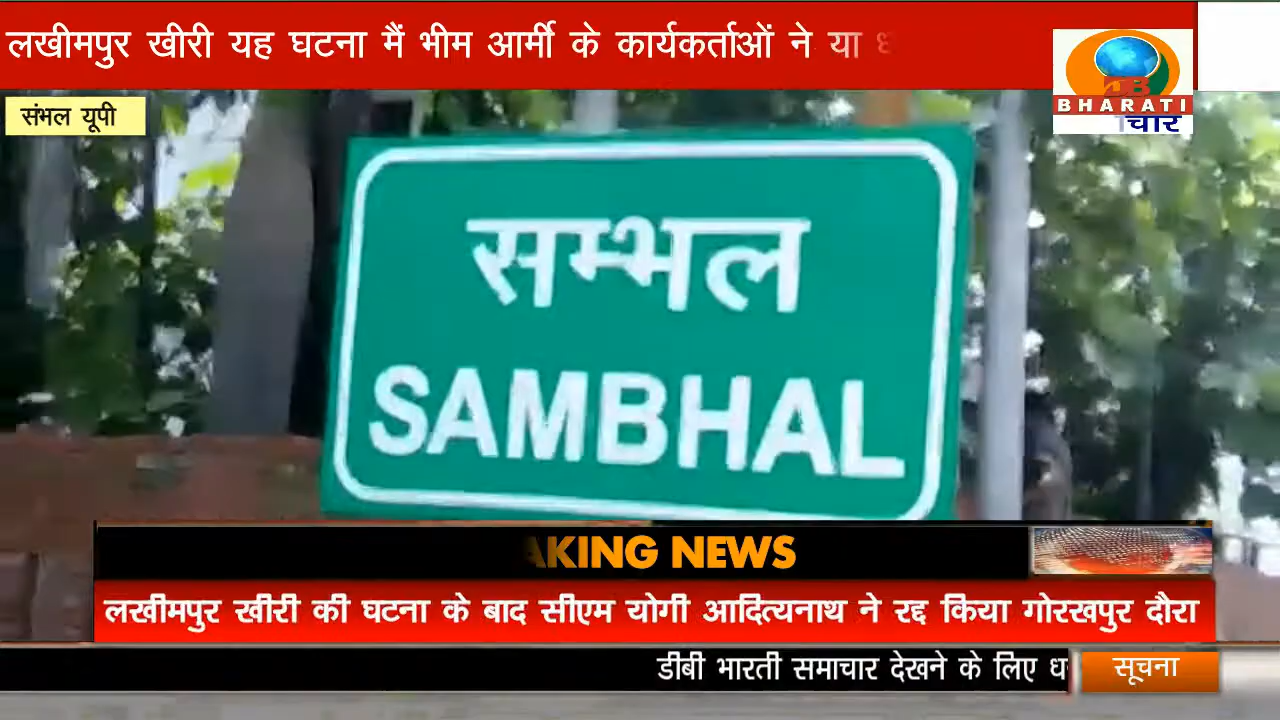 लखीमपुर खीरी यह घटना मैं भीम आर्मी के कार्यकर्ताओं ने या
संभल यूपी
DB
BHARATI
चार
सम्भल
SAMBHAL
AKING NEWS
लखीमपुर खीरी की घटना के बाद सीएम योगी आदित्यनाथ ने रद्द किया गोरखपुर दौरा
डीबी भारती समाचार देखने के लिए
सूचना